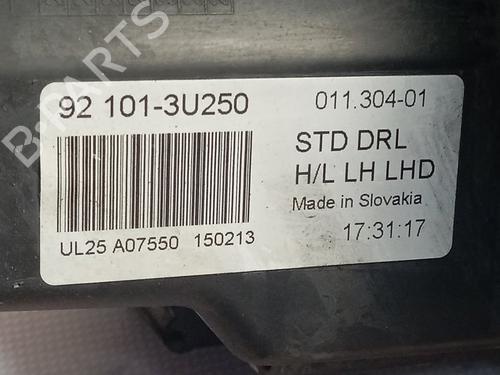 B-PARTS
92 101-3U250
011.304-01
STD DRL
H/L LH LHD
Made in Slovakia
UL25 A07550 150213
17:31:17